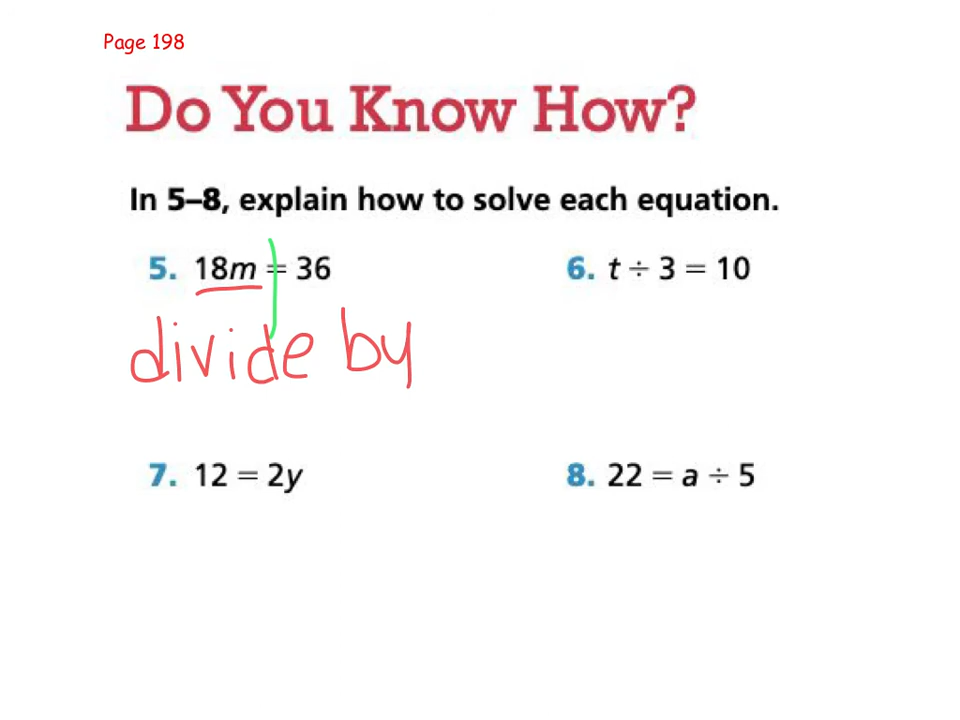 Page 198
Do You Know How?
In 5–8, explain how to solve each equation.
5. 18m = 36
6. t ÷ 3 = 10
divide by
7. 12 = 2y
8. 22 = a ÷ 5